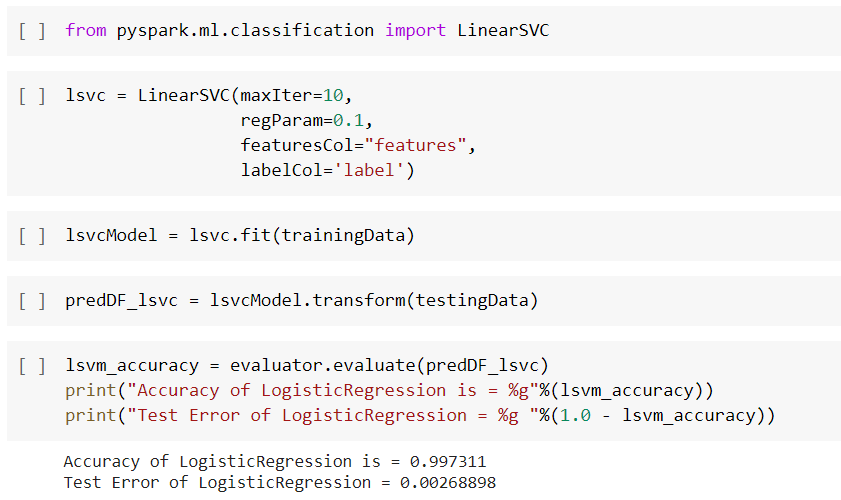 [ ] from pyspark.ml.classification import LinearSVC
[ ] lsvc = LinearSVC(maxIter=10,
regParam=0.1,
featuresCol="features",
labelCol='label')
[ ] lsvcModel = lsvc.fit(trainingData)
[ ] predDF_lsvc = lsvcModel.transform(testingData)
[ ] lsvm_accuracy = evaluator.evaluate(predDF_lsvc)
print("Accuracy of LogisticRegression is = %g"%(lsvm_accuracy))
print("Test Error of LogisticRegression = %g "%(1.0 - lsvm_accuracy))
Accuracy of LogisticRegression is = 0.997311
Test Error of LogisticRegression = 0.00268898